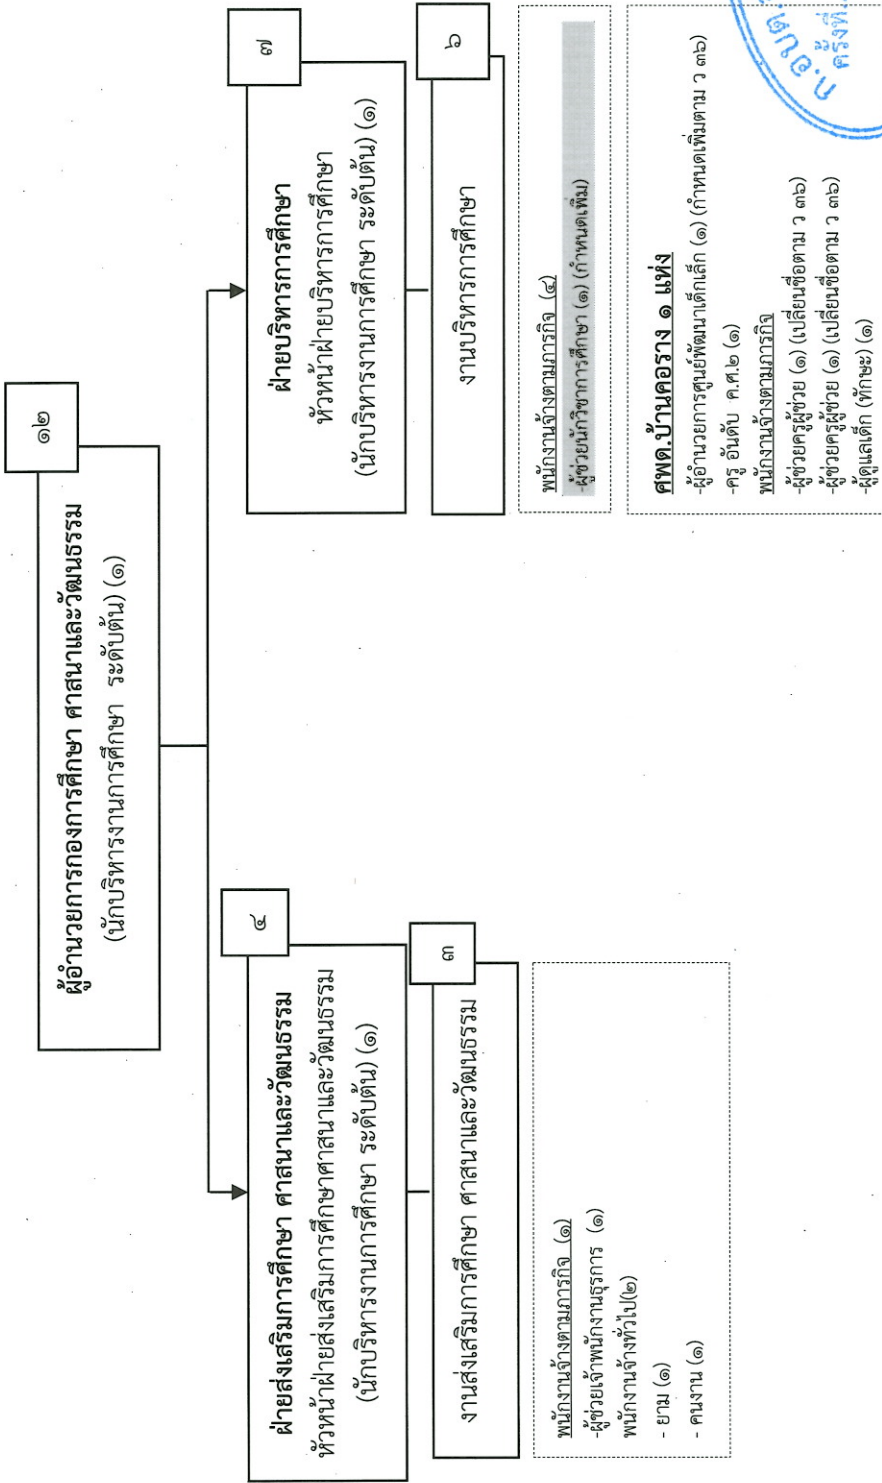 ๑๒
ผู้อำนวยการกองการศึกษา ศาสนาและวัฒนธรรม
(นักบริหารงานการศึกษา ระดับต้น) (๑)
๔
ฝ่ายส่งเสริมการศึกษา ศาสนาและวัฒนธรรม
หัวหน้าฝ่ายส่งเสริมการศึกษาศาสนาและวัฒนธรรม
(นักบริหารงานการศึกษา ระดับต้น) (๑)
๓
งานส่งเสริมการศึกษา ศาสนาและวัฒนธรรม
พนักงานจ้างตามภารกิจ (๑)
-ผู้ช่วยเจ้าพนักงานธุรการ (๑)
พนักงานจ้างทั่วไป(๒)
- ยาม (๑)
- คนงาน (๑)
๗
ฝ่ายบริหารการศึกษา
หัวหน้าฝ่ายบริหารการศึกษา
(นักบริหารงานการศึกษา ระดับต้น) (๑)
๖
งานบริหารการศึกษา
พนักงานจ้างตามภารกิจ (๔)
-ผู้ช่วยนักวิชาการศึกษา (๑) (กำหนดเพิ่ม)
ศพด.บ้านคอราง ๑ แห่ง
-ผู้อำนวยการศูนย์พัฒนาเด็กเล็ก (๑) (กำหนดเพิ่มตาม ว ๓๖)
-ครู อันดับ ค.ศ.๒ (๑)
พนักงานจ้างตามภารกิจ
-ผู้ช่วยครูผู้ช่วย (๑) (เปลี่ยนชื่อตาม ว ๓๖)
-ผู้ช่วยครูผู้ช่วย (๑) (เปลี่ยนชื่อตาม ว ๓๖)
-ผู้ดูแลเด็ก (ทักษะ) (๑)
ก.อบต.
ครั้งที่